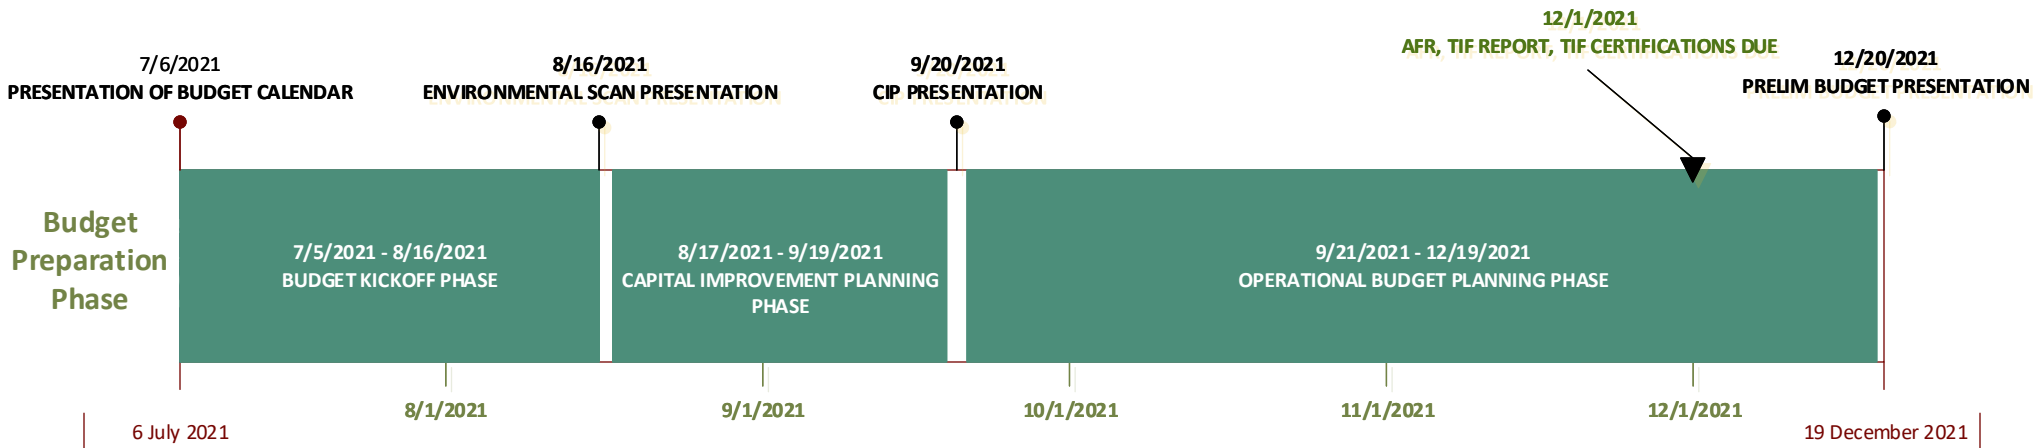 12/1/2021
AFR, TIF REPORT, TIF CERTIFICATIONS DUE
7/6/2021
PRESENTATION OF BUDGET CALENDAR
8/16/2021
ENVIRONMENTAL SCAN PRESENTATION
9/20/2021
CIP PRESENTATION
12/20/2021
PRELIM BUDGET PRESENTATION
Budget
Preparation
Phase
7/5/2021 - 8/16/2021
BUDGET KICKOFF PHASE
8/17/2021 - 9/19/2021
CAPITAL IMPROVEMENT PLANNING
PHASE
9/21/2021 - 12/19/2021
OPERATIONAL BUDGET PLANNING PHASE
8/1/2021
9/1/2021
10/1/2021
11/1/2021
12/1/2021
6 July 2021
19 December 2021